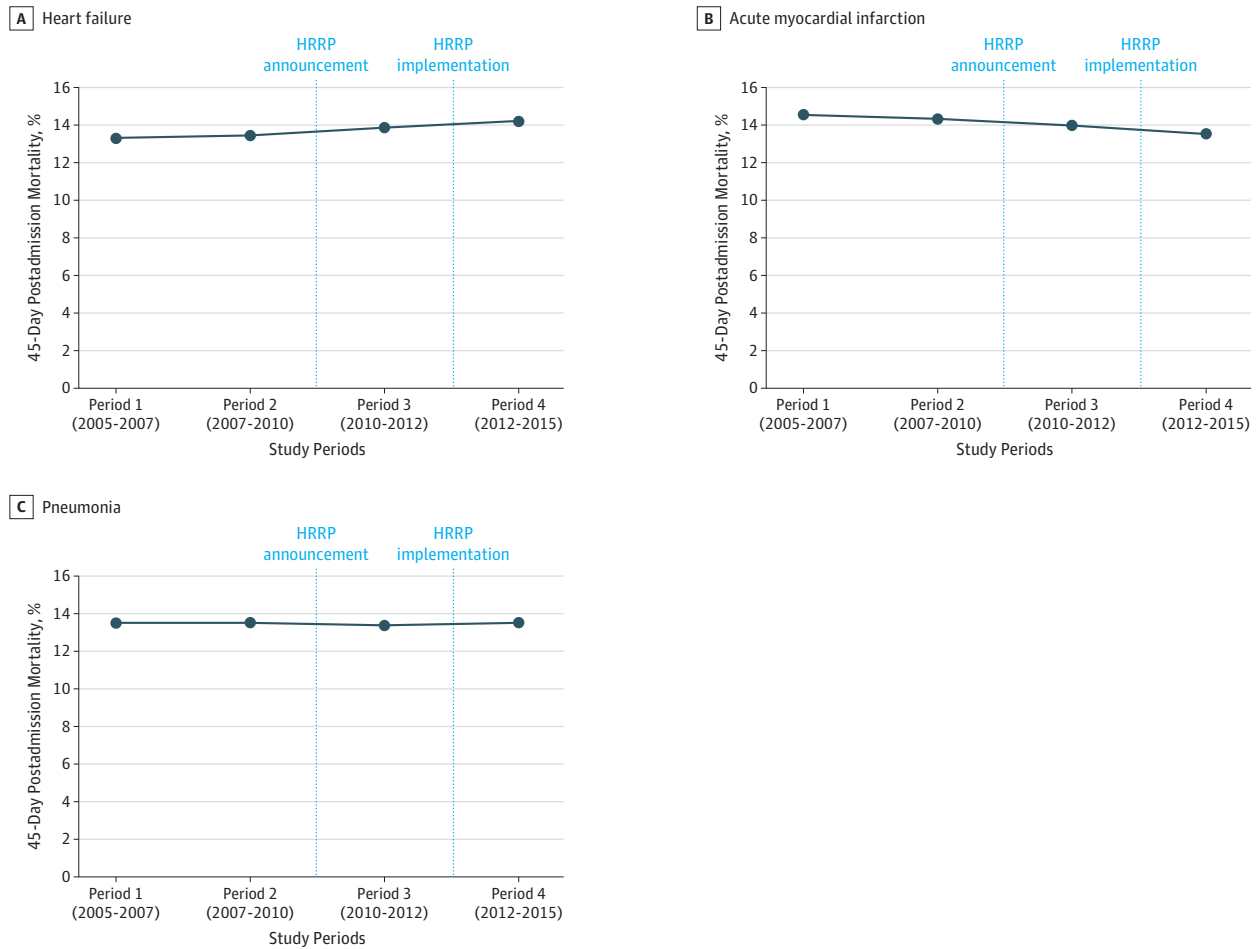 A Heart failure
HRRP
announcement
HRRP
implementation
45-Day Postadmission Mortality, %
16
14
12
10
8
6
4
2
0
Period 1
(2005-2007)
Period 2
(2007-2010)
Period 3
(2010-2012)
Period 4
(2012-2015)
Study Periods
B Acute myocardial infarction
HRRP
announcement
HRRP
implementation
45-Day Postadmission Mortality, %
16
14
12
10
8
6
4
2
0
Period 1
(2005-2007)
Period 2
(2007-2010)
Period 3
(2010-2012)
Period 4
(2012-2015)
Study Periods
C Pneumonia
HRRP
announcement
HRRP
implementation
45-Day Postadmission Mortality, %
16
14
12
10
8
6
4
2
0
Period 1
(2005-2007)
Period 2
(2007-2010)
Period 3
(2010-2012)
Period 4
(2012-2015)
Study Periods